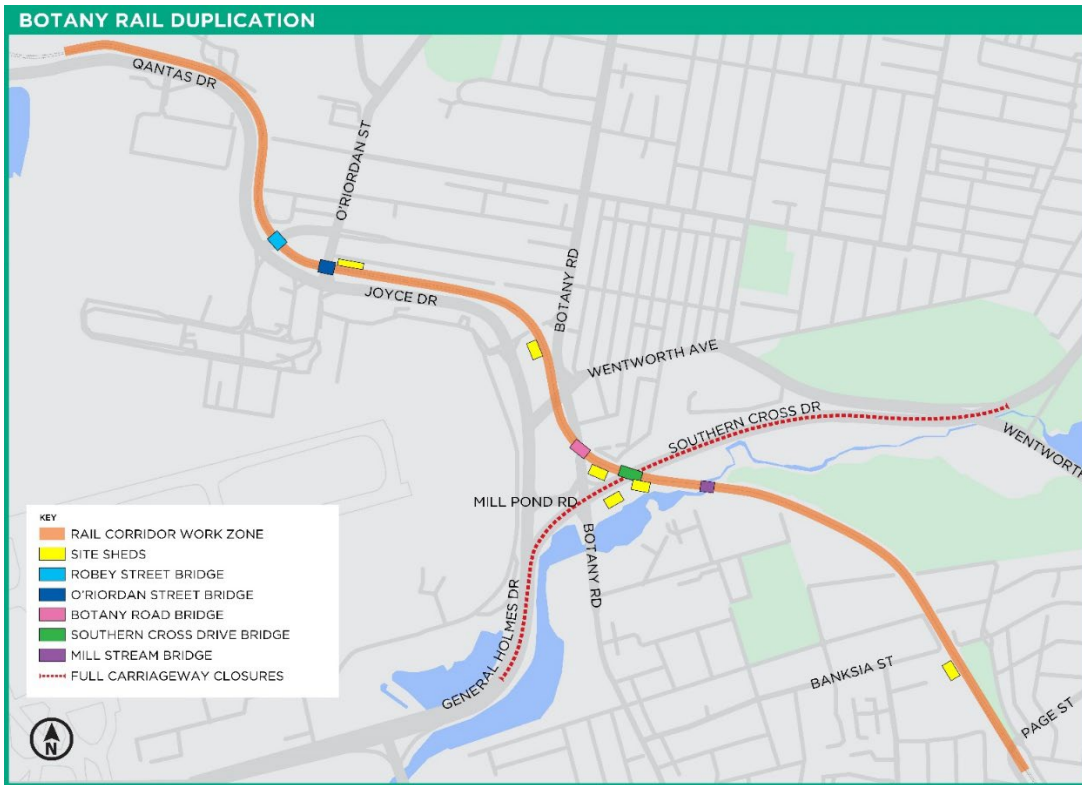 BOTANY RAIL DUPLICATION
QANTAS DR
O'RIORDAN ST
JOYCE DR
BOTANY RD
WENTWORTH AVE
SOUTHERN CROSS DR
WENTWORTH
MILL POND RD
BOTANY RD
GENERAL HOLMES DR
BANKSIA ST
PAGE ST
KEY
RAIL CORRIDOR WORK ZONE
SITE SHEDS
ROBEY STREET BRIDGE
O'RIORDAN STREET BRIDGE
BOTANY ROAD BRIDGE
SOUTHERN CROSS DRIVE BRIDGE
MILL STREAM BRIDGE
FULL CARRIAGEWAY CLOSURES
N